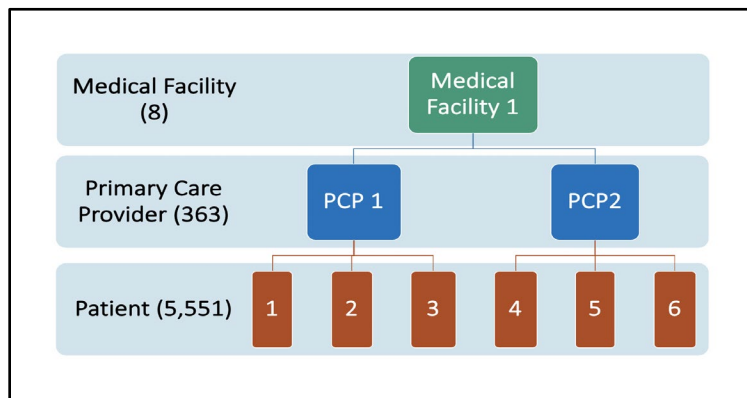 Medical Facility
(8)
Medical
Facility 1
Primary Care
Provider (363)
PCP 1
PCP2
Patient (5,551)
1
2
3
4
5
6